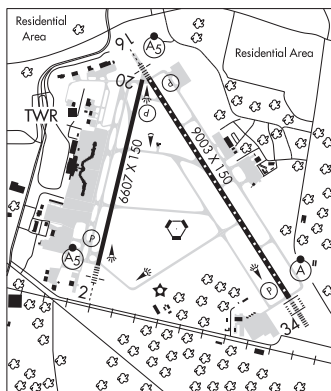 Residential
Area
Residential
Area
16
A5
20
P
P
TWR
6607 X 150
9003 X 150
A5
P
P
A
2
34